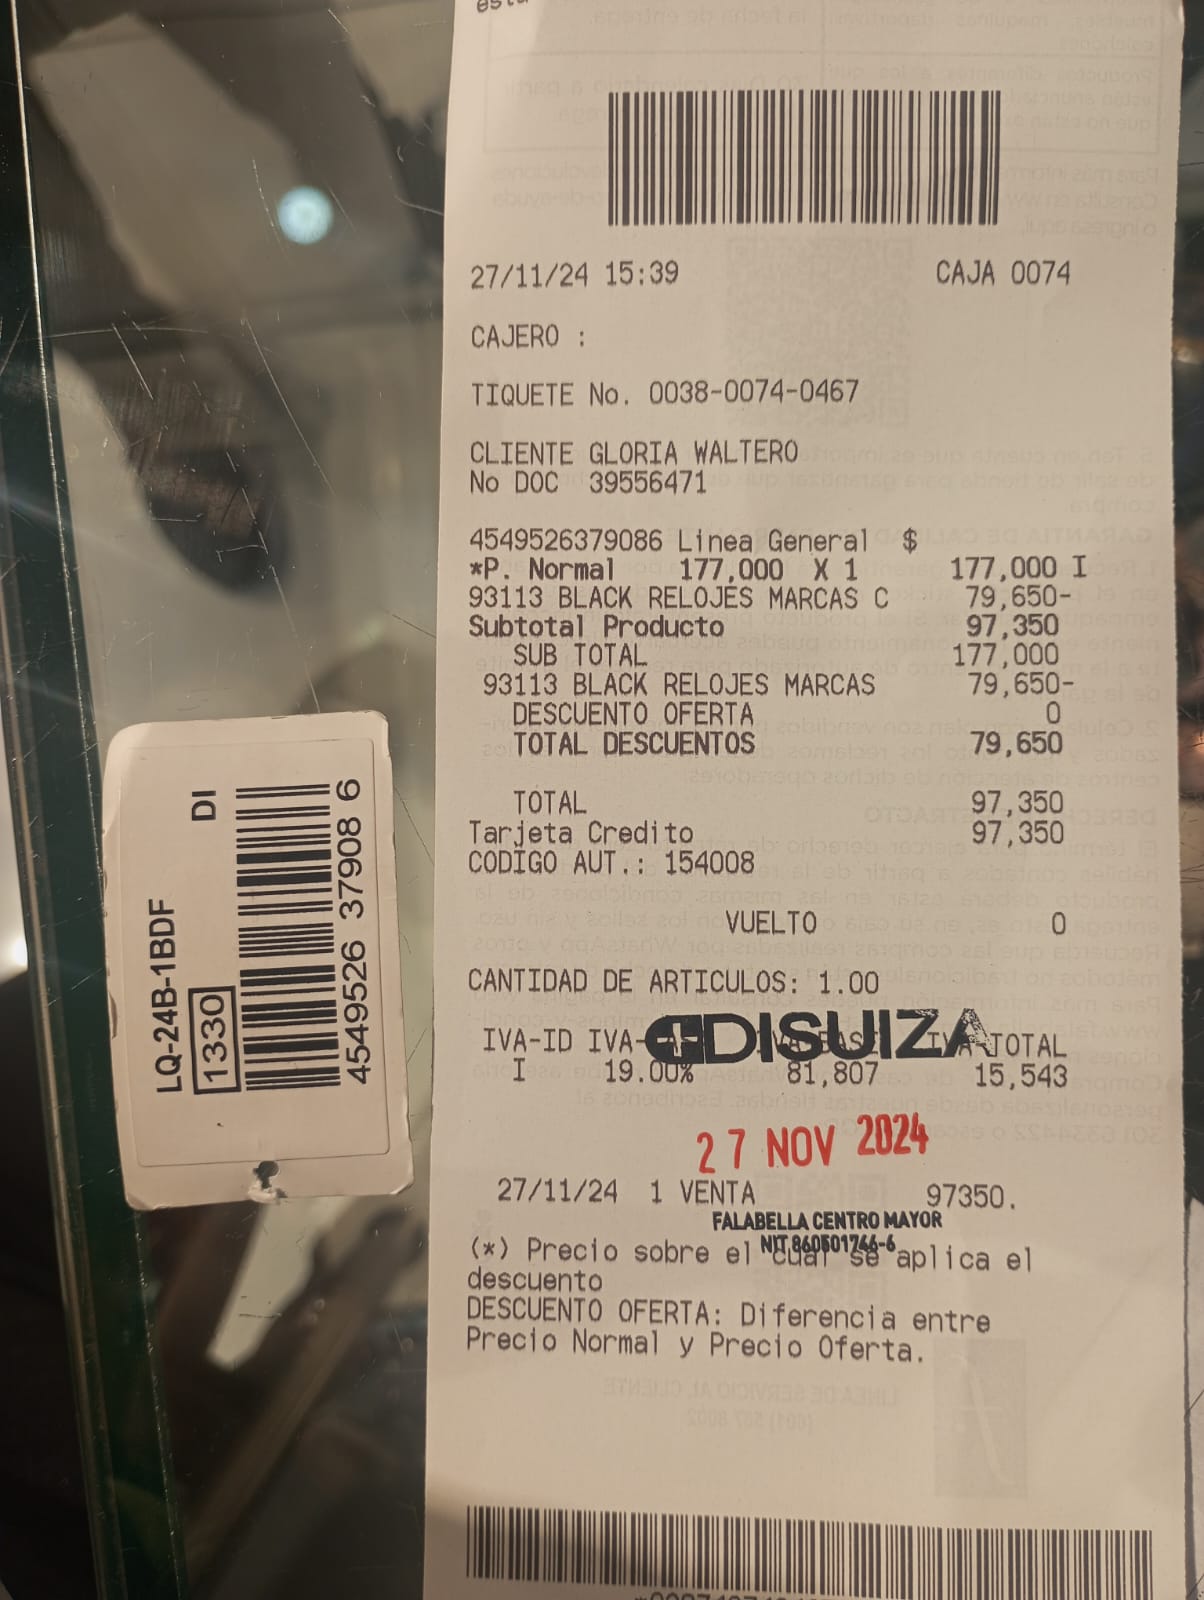 27/11/24 15:39 CAJA 0074
CAJERO :
TIQUETE No. 0038-0074-0467
CLIENTE GLORIA WALTERO
No DOC 39556471
4549526379086 Linea General $
*P. Normal 177,000 X 1 177,000 I
93113 BLACK RELOJES MARCAS C 79,650-
Subtotal Producto 97,350
SUB TOTAL 177,000
93113 BLACK RELOJES MARCAS 79,650-
DESCUENTO OFERTA 0
TOTAL DESCUENTOS 79,650
TOTAL 97,350
Tarjeta Credito 97,350
CODIGO AUT.: 154008
VUELTO 0
CANTIDAD DE ARTICULOS: 1.00
DISUIZA
IVA-ID IVA- IVA-TOTAL
I 19.00% 81,807 15,543
27 NOV 2024
27/11/24 1 VENTA 97350.
FALABELLA CENTRO MAYOR
NIT 860501746-6
(*) Precio sobre el cual se aplica el
descuento
DESCUENTO OFERTA: Diferencia entre
Precio Normal y Precio Oferta.
LQ-24B-1BDF DI
1330
4549526 37908 6